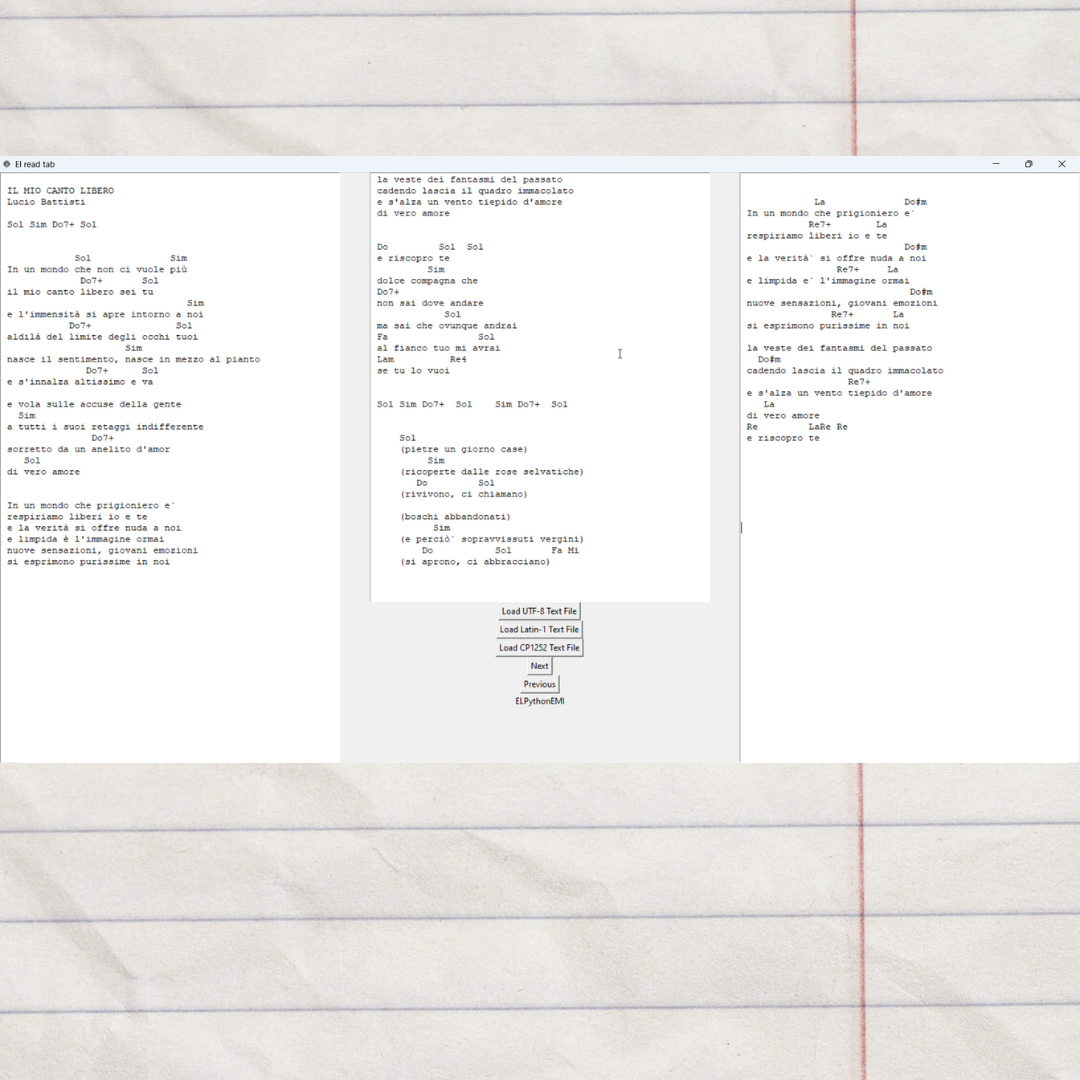 El read tab
IL MIO CANTO LIBERO
Lucio Battisti
Sol Sim Do7+ Sol
Sol Sim
In un mondo che non ci vuole più
Do7+ Sol
il mio canto libero sei tu
Sim
e l'immensità si apre intorno a noi
Do7+ Sol
aldilà del limite degli occhi tuoi
Sim
nasce il sentimento, nasce in mezzo al pianto
Do7+ Sol
e s'innalza altissimo e va
e vola sulle accuse della gente
Sim
a tutti i suoi retaggi indifferente
Do7+
sorretto da un anelito d'amor
Sol
di vero amore
In un mondo che prigioniero e`
respiriamo liberi io e te
e la verità si offre nuda a noi
e limpida è l'immagine ormai
nuove sensazioni, giovani emozioni
si esprimono purissime in noi
la veste dei fantasmi del passato
cadendo lascia il quadro immacolato
e s'alza un vento tiepido d'amore
di vero amore
Do Sol Sol
e riscopro te
Sim
dolce compagna che
Do7+
non sai dove andare
Sol
ma sai che ovunque andrai
Fa Sol
al fianco tuo mi avrai
Lam Re4
se tu lo vuoi
Sol Sim Do7+ Sol Sim Do7+ Sol
Sol
(pietre un giorno case)
Sim
(ricoperte dalle rose selvatiche)
Do Sol
(rivivono, ci chiamano)
(boschi abbandonati)
Sim
(e perciò` sopravvissuti vergini)
Do Sol Fa Mi
(si aprono, ci abbracciano)
Load UTF-8 Text File
Load Latin-1 Text File
Load CP1252 Text File
Next
Previous
ELPythonEMI
La Do#m
In un mondo che prigioniero e`
Re7+ La
respiriamo liberi io e te
Do#m
e la verità` si offre nuda a noi
Re7+ La
e limpida e` l'immagine ormai
Do#m
nuove sensazioni, giovani emozioni
Re7+ La
si esprimono purissime in noi
la veste dei fantasmi del passato
Do#m
cadendo lascia il quadro immacolato
Re7+
e s'alza un vento tiepido d'amore
La
di vero amore
Re LaRe Re
e riscopro te